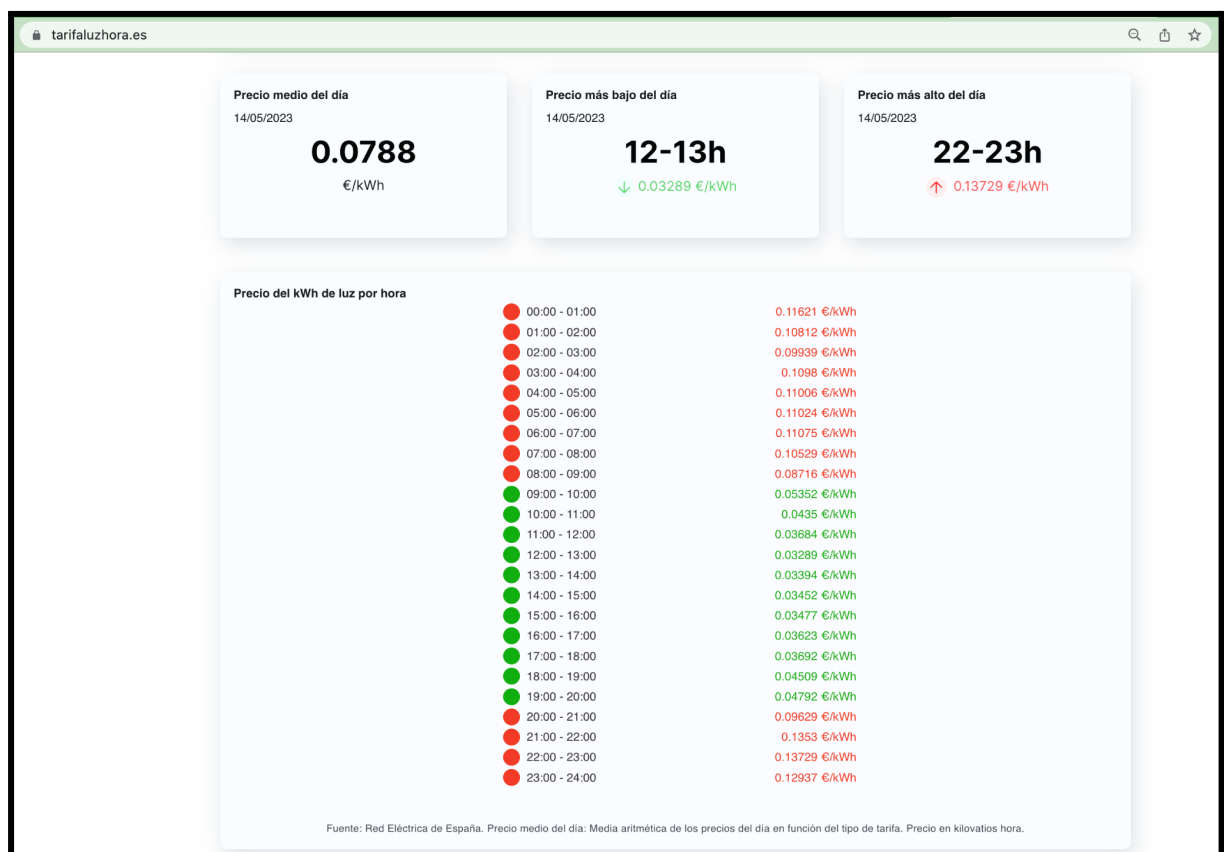 tarifaluzhora.es
Precio medio del día
14/05/2023
0.0788
€/kWh
Precio más bajo del día
14/05/2023
12-13h
↓ 0.03289 €/kWh
Precio más alto del día
14/05/2023
22-23h
↑ 0.13729 €/kWh
Precio del kWh de luz por hora
00:00 - 01:00 0.11621 €/kWh
01:00 - 02:00 0.10812 €/kWh
02:00 - 03:00 0.09939 €/kWh
03:00 - 04:00 0.1098 €/kWh
04:00 - 05:00 0.11006 €/kWh
05:00 - 06:00 0.11024 €/kWh
06:00 - 07:00 0.11075 €/kWh
07:00 - 08:00 0.10529 €/kWh
08:00 - 09:00 0.08716 €/kWh
09:00 - 10:00 0.05352 €/kWh
10:00 - 11:00 0.0435 €/kWh
11:00 - 12:00 0.03684 €/kWh
12:00 - 13:00 0.03289 €/kWh
13:00 - 14:00 0.03394 €/kWh
14:00 - 15:00 0.03452 €/kWh
15:00 - 16:00 0.03477 €/kWh
16:00 - 17:00 0.03623 €/kWh
17:00 - 18:00 0.03692 €/kWh
18:00 - 19:00 0.04509 €/kWh
19:00 - 20:00 0.04792 €/kWh
20:00 - 21:00 0.09629 €/kWh
21:00 - 22:00 0.1353 €/kWh
22:00 - 23:00 0.13729 €/kWh
23:00 - 24:00 0.12937 €/kWh
Fuente: Red Eléctrica de España. Precio medio del día: Media aritmética de los precios del día en función del tipo de tarifa. Precio en kilovatios hora.